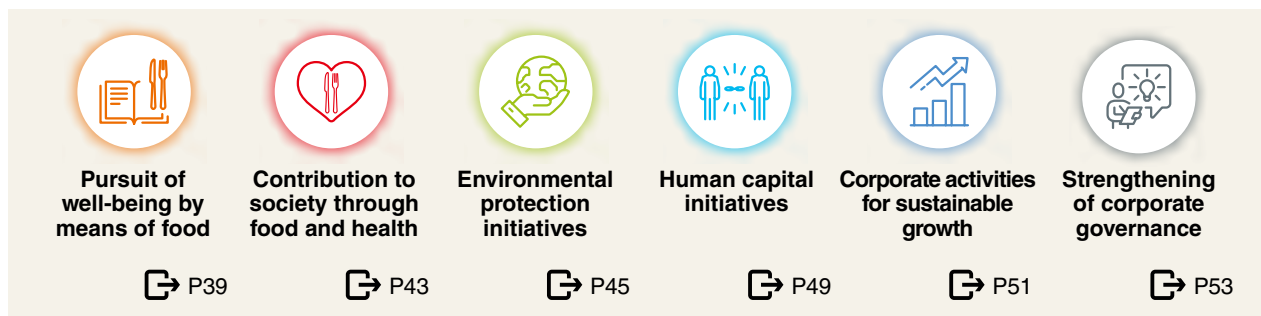 Pursuit of
well-being by
means of food
P39
Contribution to
society through
food and health
P43
Environmental
protection
initiatives
P45
Human capital
initiatives
P49
Corporate activities
for sustainable
growth
P51
Strengthening
of corporate
governance
P53